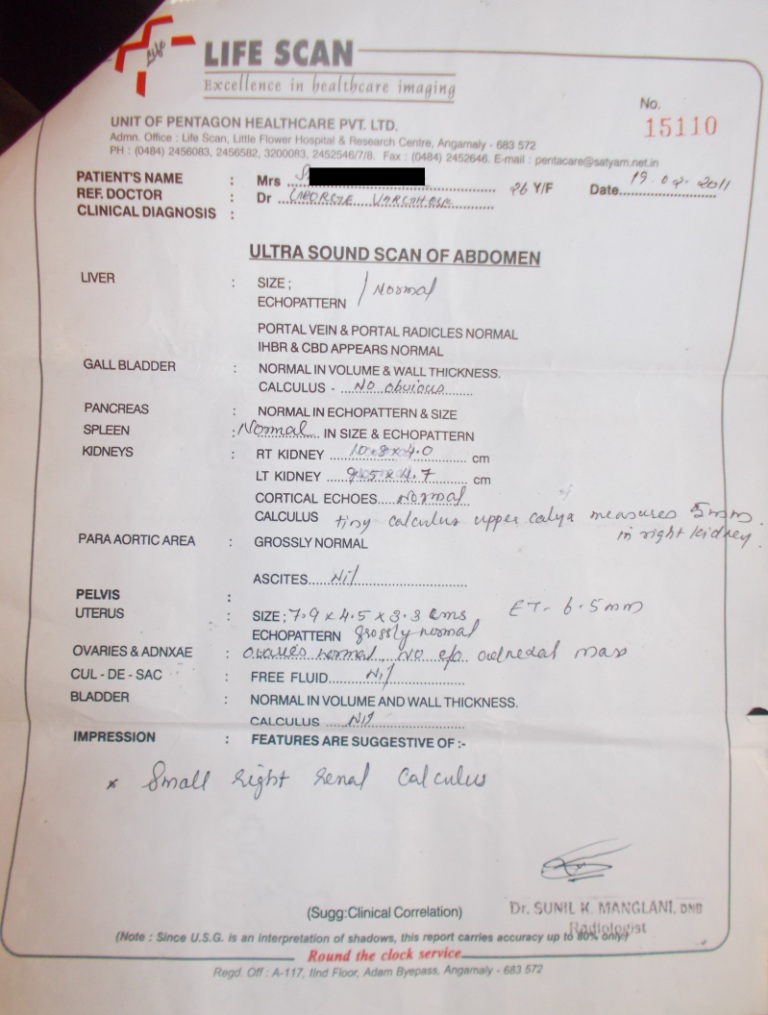 LIFE SCAN
Excellence in healthcare imaging
No.
15110
UNIT OF PENTAGON HEALTHCARE PVT. LTD.
Admn. Office : Life Scan, Little Flower Hospital & Research Centre, Angamaly - 683 572
PH : (0484) 2456083, 2456582, 3200083, 2452546/7/8. Fax : (0484) 2452646. E-mail : pentacare@satyam.net.in
PATIENT'S NAME : Mrs
REF. DOCTOR : Dr GEORGE VARGHESE 26 Y/F Date 19.02.2011
CLINICAL DIAGNOSIS :
ULTRA SOUND SCAN OF ABDOMEN
LIVER : SIZE ; / Normal
ECHOPATTERN
PORTAL VEIN & PORTAL RADICLES NORMAL
IHBR & CBD APPEARS NORMAL
GALL BLADDER : NORMAL IN VOLUME & WALL THICKNESS.
CALCULUS - No obvious
PANCREAS : NORMAL IN ECHOPATTERN & SIZE
SPLEEN : Normal IN SIZE & ECHOPATTERN
KIDNEYS : RT KIDNEY 4.0 cm
LT KIDNEY 9.5 x 4.7 cm
CORTICAL ECHOES Normal
CALCULUS tiny calculus upper calyx measures 5mm
in right kidney.
PARA AORTIC AREA : GROSSLY NORMAL
ASCITES Nil
PELVIS :
UTERUS : SIZE ; 7.9 x 4.5 x 3.3 cms ET- 6.5mm
ECHOPATTERN grossly normal
OVARIES & ADNXAE : Ovaries normal No e/o adnexal mass
CUL - DE - SAC : FREE FLUID Nil
BLADDER : NORMAL IN VOLUME AND WALL THICKNESS.
CALCULUS Nil
IMPRESSION : FEATURES ARE SUGGESTIVE OF :-
* Small right renal calculus
(Sugg:Clinical Correlation)
Dr. SUNIL K. MANGLANI, DNB
Radiologist
(Note : Since U.S.G. is an interpretation of shadows, this report carries accuracy up to 80% only)
Round the clock service
Regd. Off : A-117, IInd Floor, Adam Byepass, Angamaly - 683 572